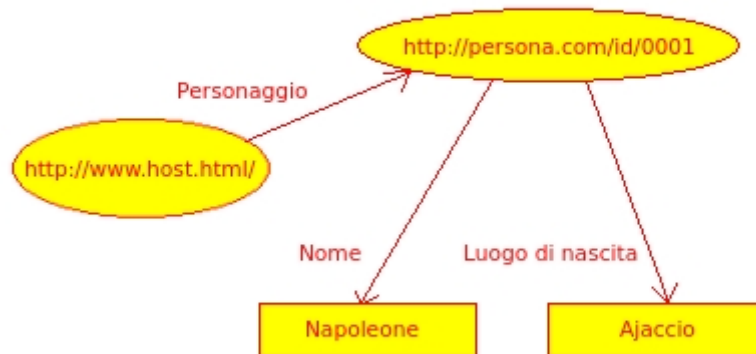 http://persona.com/id/0001
Personaggio
http://www.host.html/
Nome
Luogo di nascita
Napoleone
Ajaccio